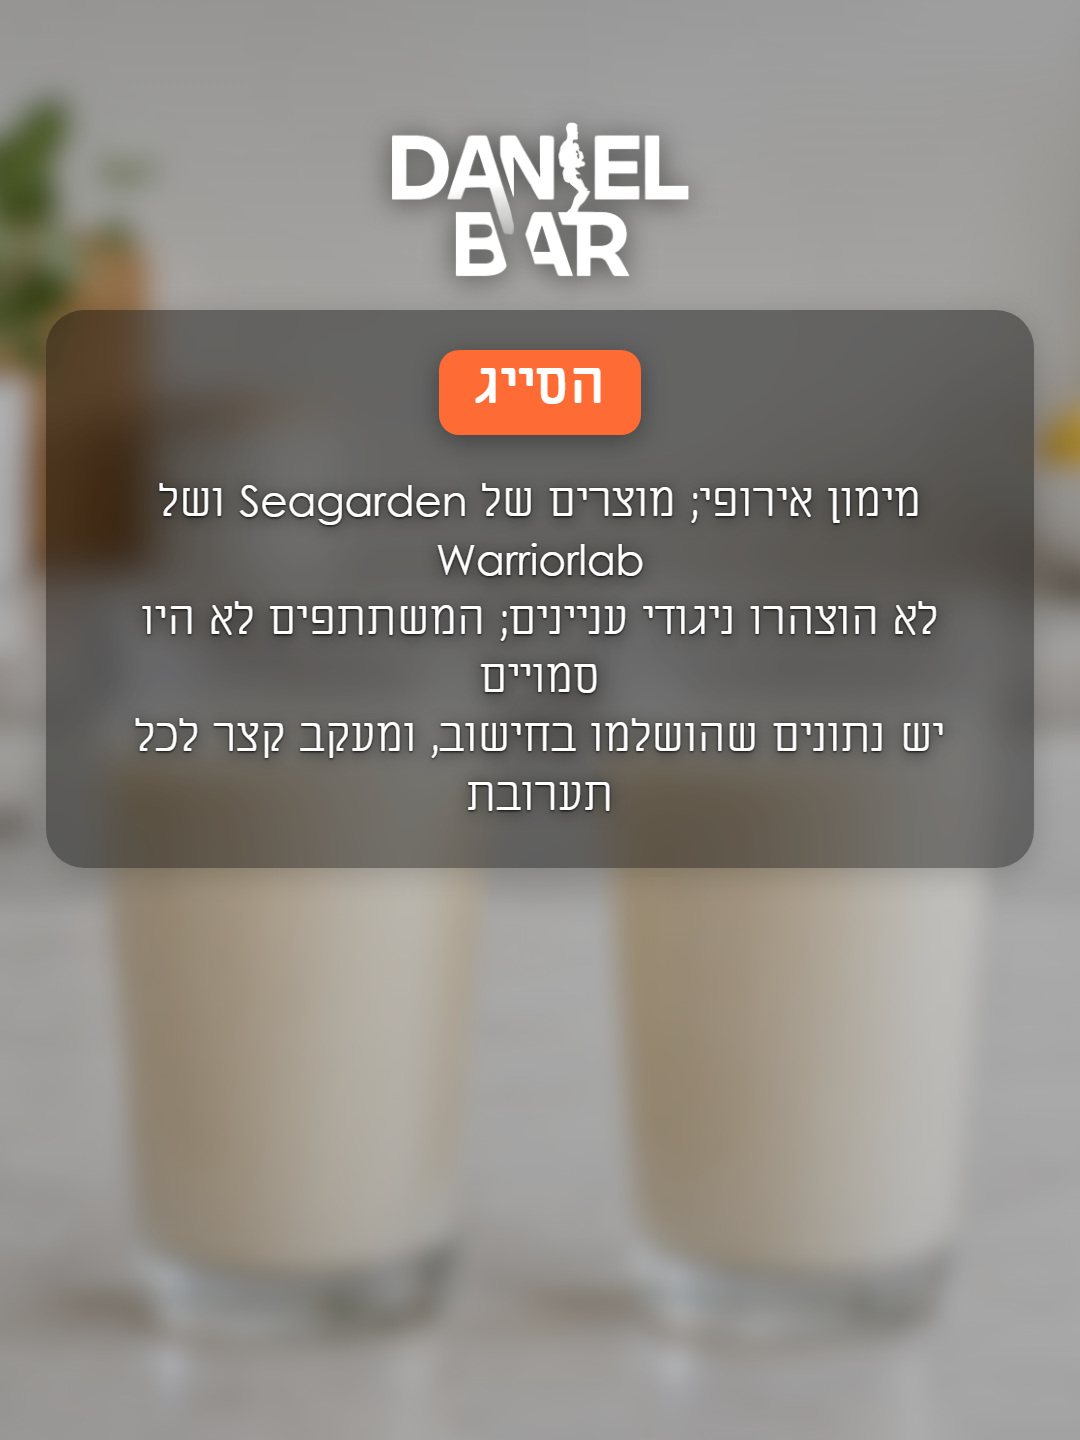 DANIEL
BAR
הסייג
מימון אירופי; מוצרים של Seagarden ושל
Warriorlab
לא הוצהרו ניגודי עניינים; המשתתפים לא היו
סמויים
יש נתונים שהושלמו בחישוב, ומעקב קצר לכל
תערובת